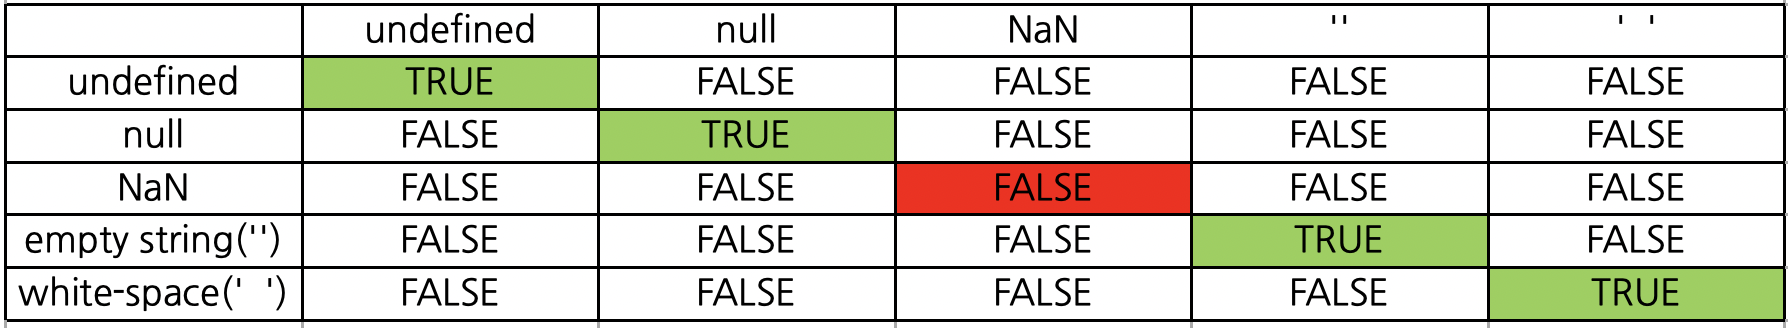 undefined null NaN '' '  '
undefined TRUE FALSE FALSE FALSE FALSE
null FALSE TRUE FALSE FALSE FALSE
NaN FALSE FALSE FALSE FALSE FALSE
empty string('') FALSE FALSE FALSE TRUE FALSE
white-space('  ') FALSE FALSE FALSE FALSE TRUE